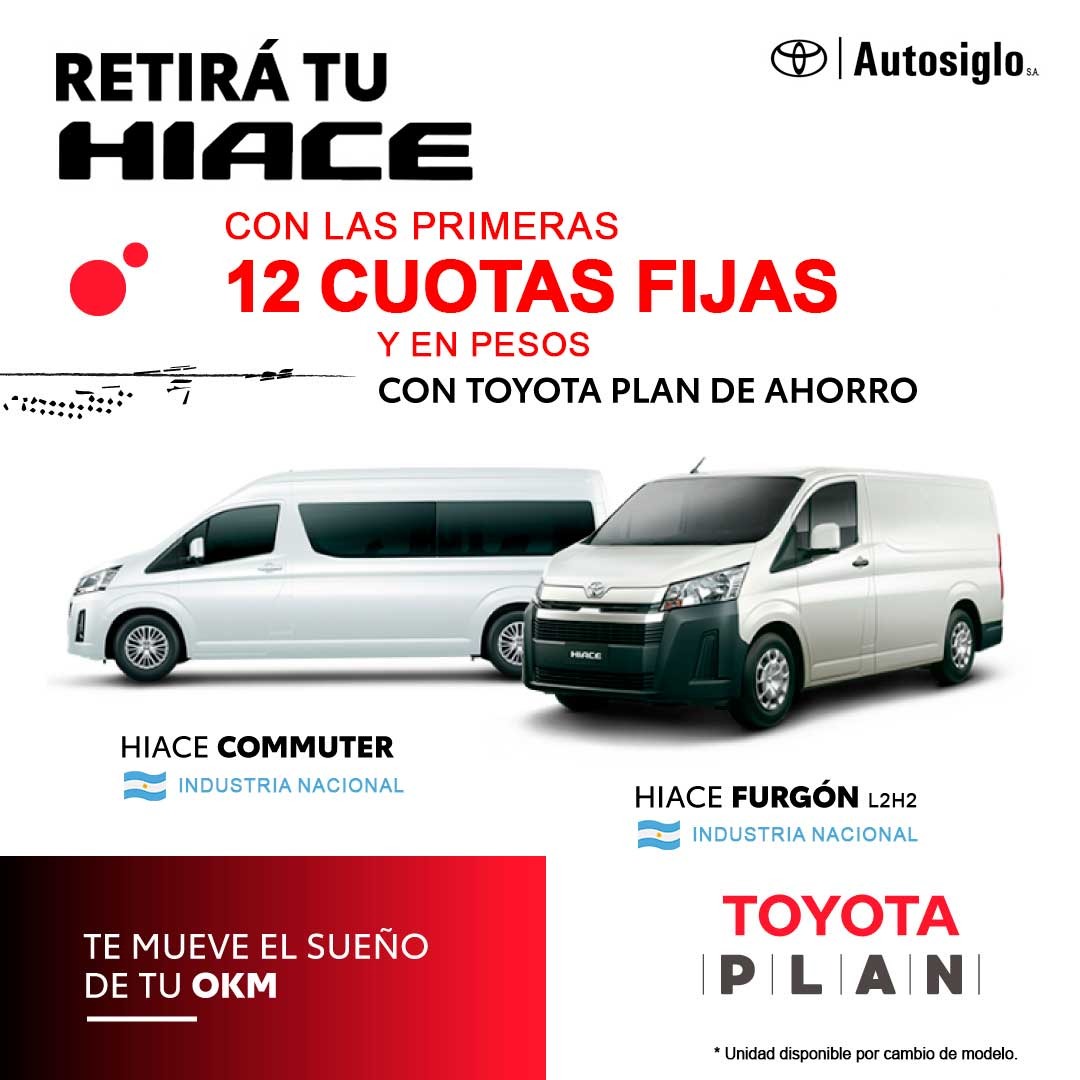 RETIRÁ TU
HIACE
Autosiglo S.A.
CON LAS PRIMERAS
12 CUOTAS FIJAS
Y EN PESOS
CON TOYOTA PLAN DE AHORRO
HIACE
HIACE COMMUTER
INDUSTRIA NACIONAL
HIACE FURGÓN L2H2
INDUSTRIA NACIONAL
TE MUEVE EL SUEÑO
DE TU OKM
TOYOTA
|P|L|A|N|
* Unidad disponible por cambio de modelo.